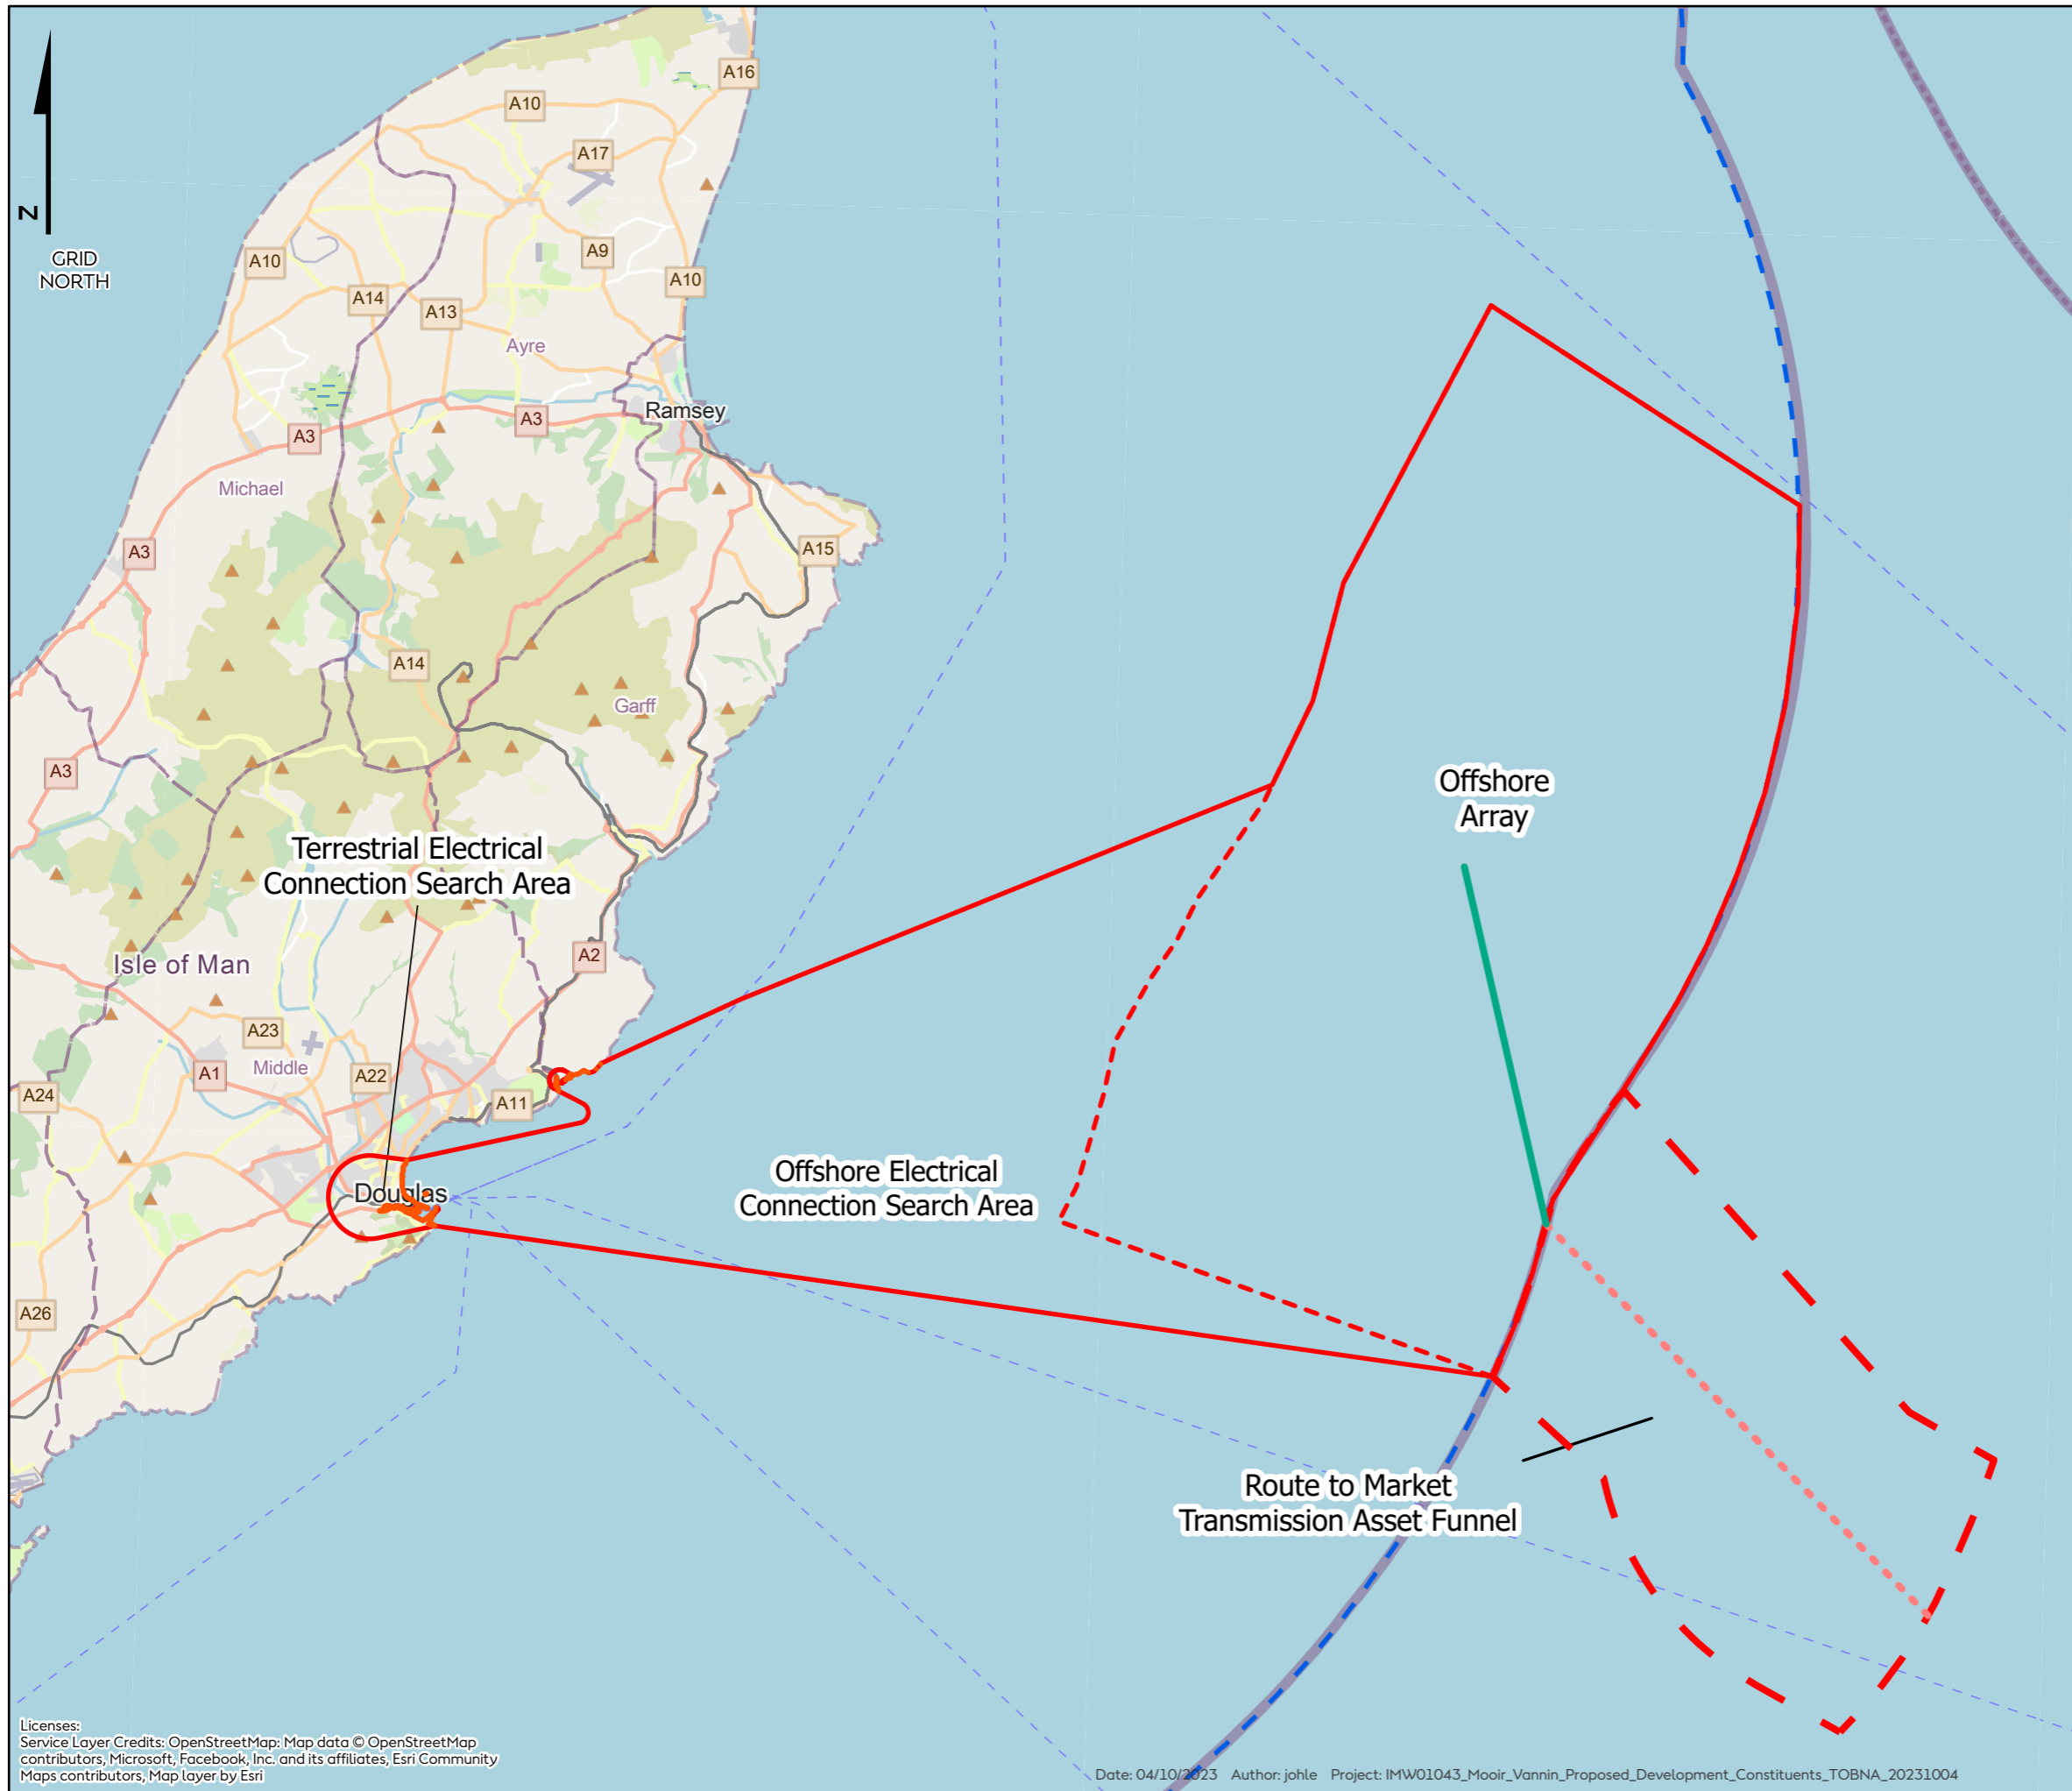 A16
A10
A17
N
A9
GRID
NORTH
A10
A10
A14
A13
Ayre
Ramsey
A3
A3
Michael
A3
A15
A14
Garff
A3
Offshore
Array
Terrestrial Electrical
Connection Search Area
A2
Isle of Man
A23
Middle
A1
A22
A24
A11
Offshore Electrical
Connection Search Area
Douglas
A26
Route to Market
Transmission Asset Funnel
Licenses:
Service Layer Credits: OpenStreetMap: Map data © OpenStreetMap
contributors, Microsoft, Facebook, Inc. and its affiliates, Esri Community
Maps contributors, Map layer by Esri
Date: 04/10/2023 Author: johle Project: IMW01043_Mooir_Vannin_Proposed_Development_Constituents_TOBNA_20231004